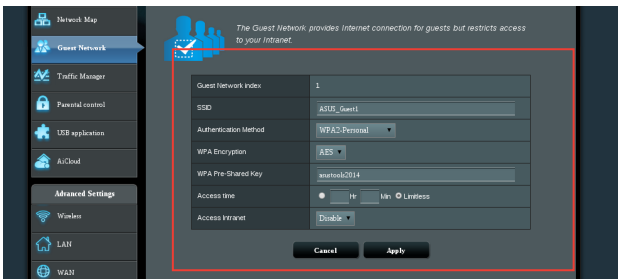 Network Map
Guest Network
Traffic Manager
Parental control
USB application
AiCloud
Advanced Settings
Wireless
LAN
WAN
The Guest Network provides Internet connection for guests but restricts access
to your Intranet.
Guest Network index 1
SSID ASUS_Guest1
Authentication Method WPA2-Personal
WPA Encryption AES
WPA Pre-Shared Key asustools2014
Access time Hr Min Limitless
Access Intranet Disable
Cancel Apply